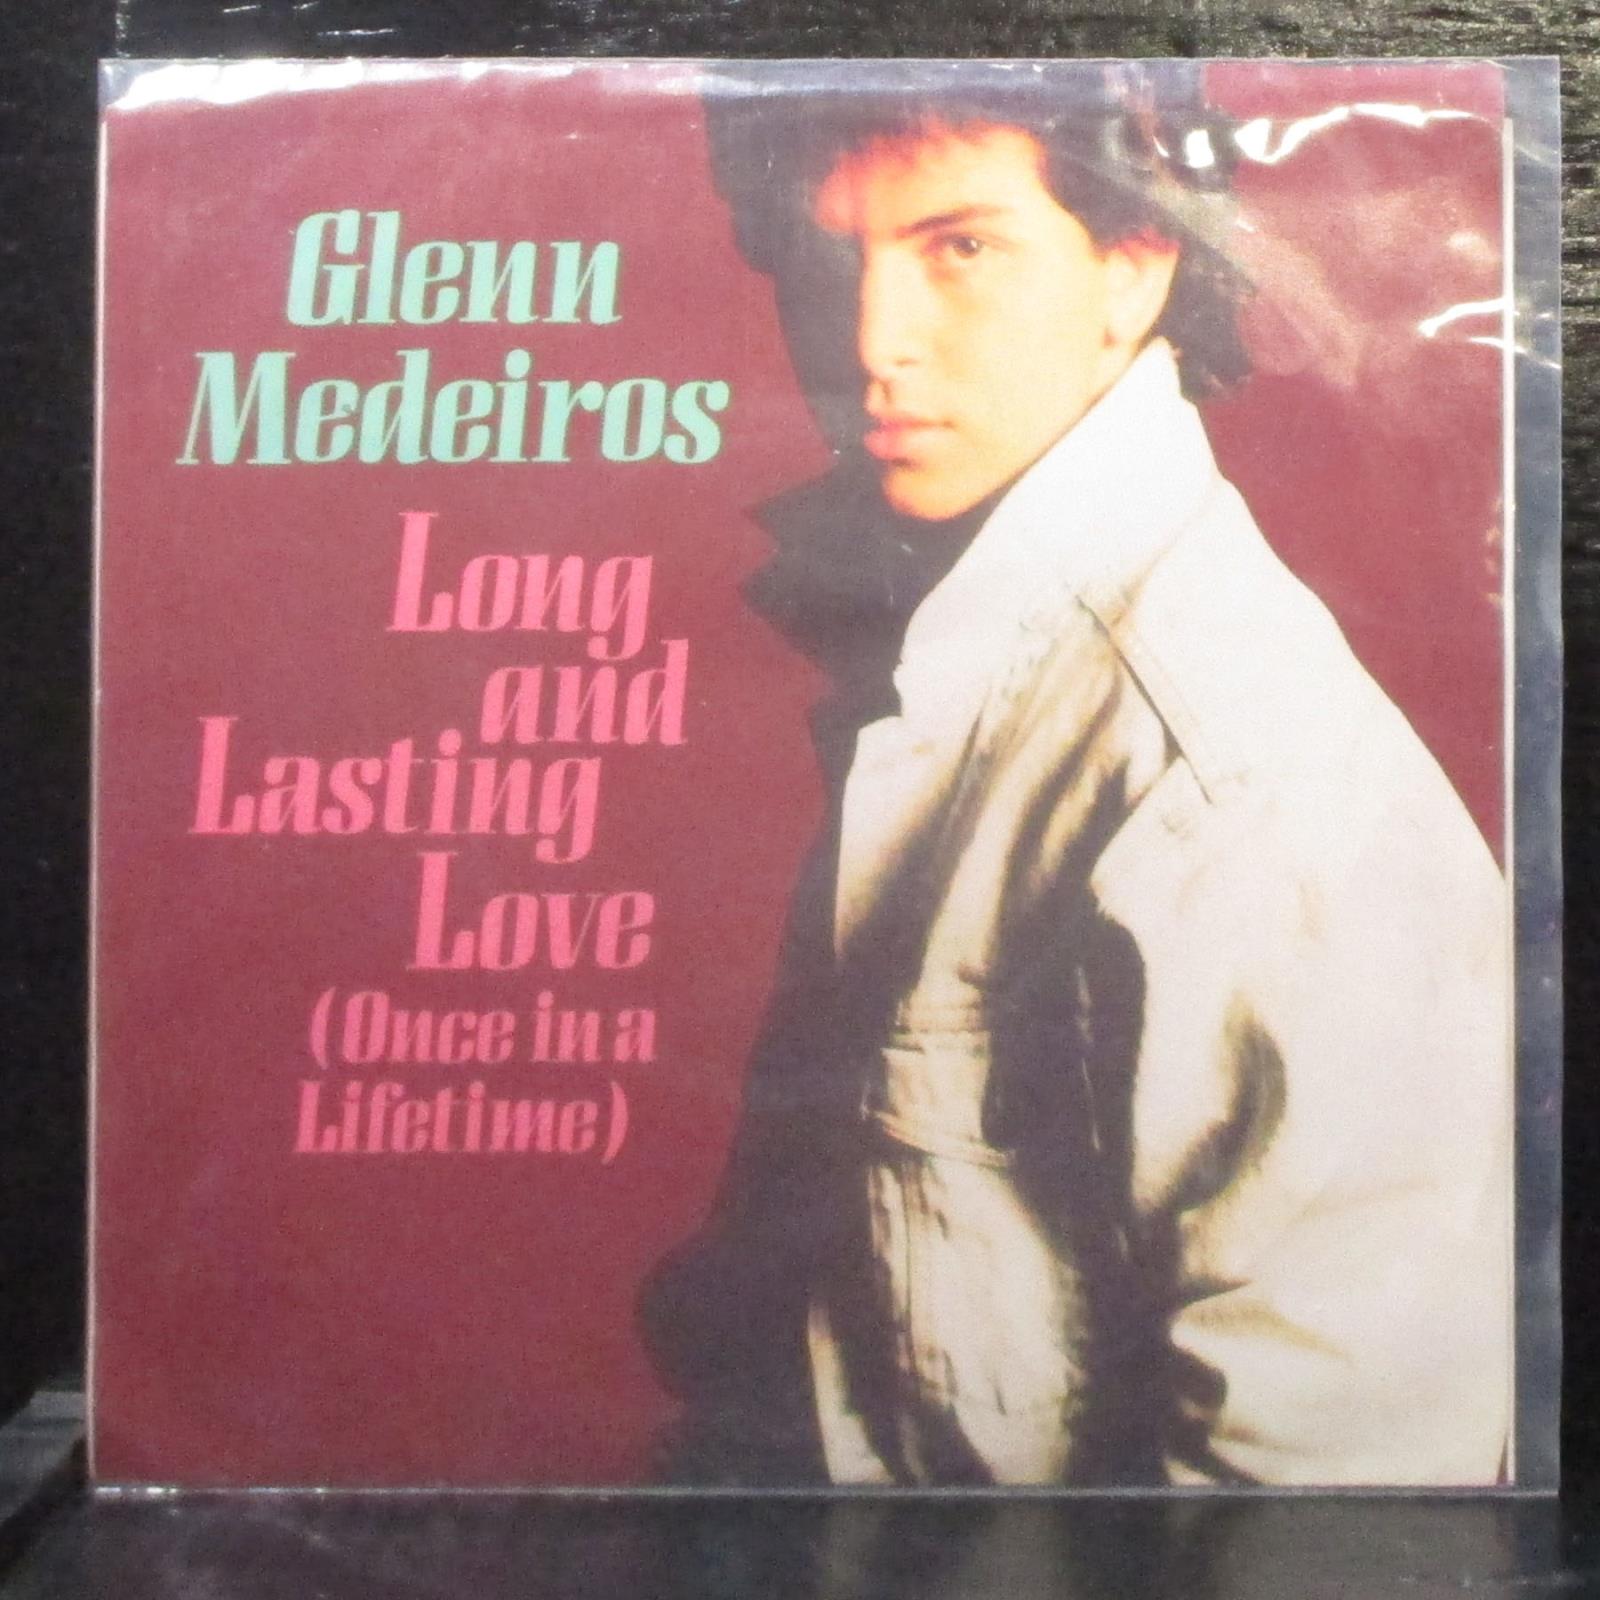 Glenn
Medeiros
Long
and
Lasting
Love
(Once in a
Lifetime)